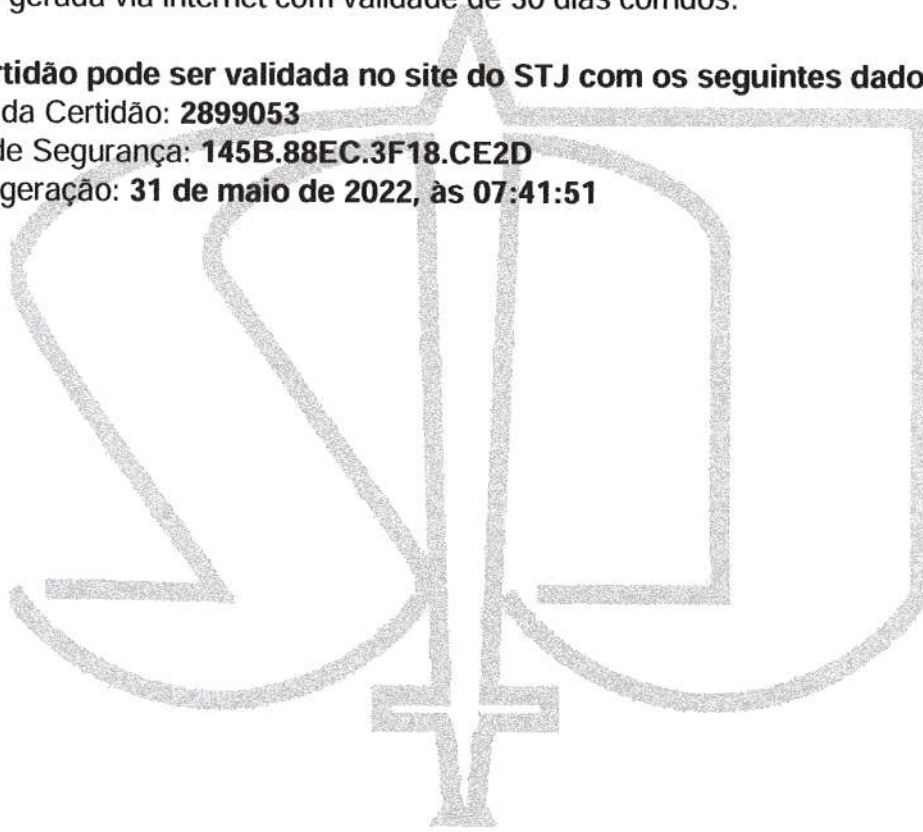 gerada via internet com validade de 30 dias corridos.
rtidão pode ser validada no site do STJ com os seguintes dado
da Certidão: 2899053
de Segurança: 145B.88EC.3F18.CE2D
geração: 31 de maio de 2022, às 07:41:51